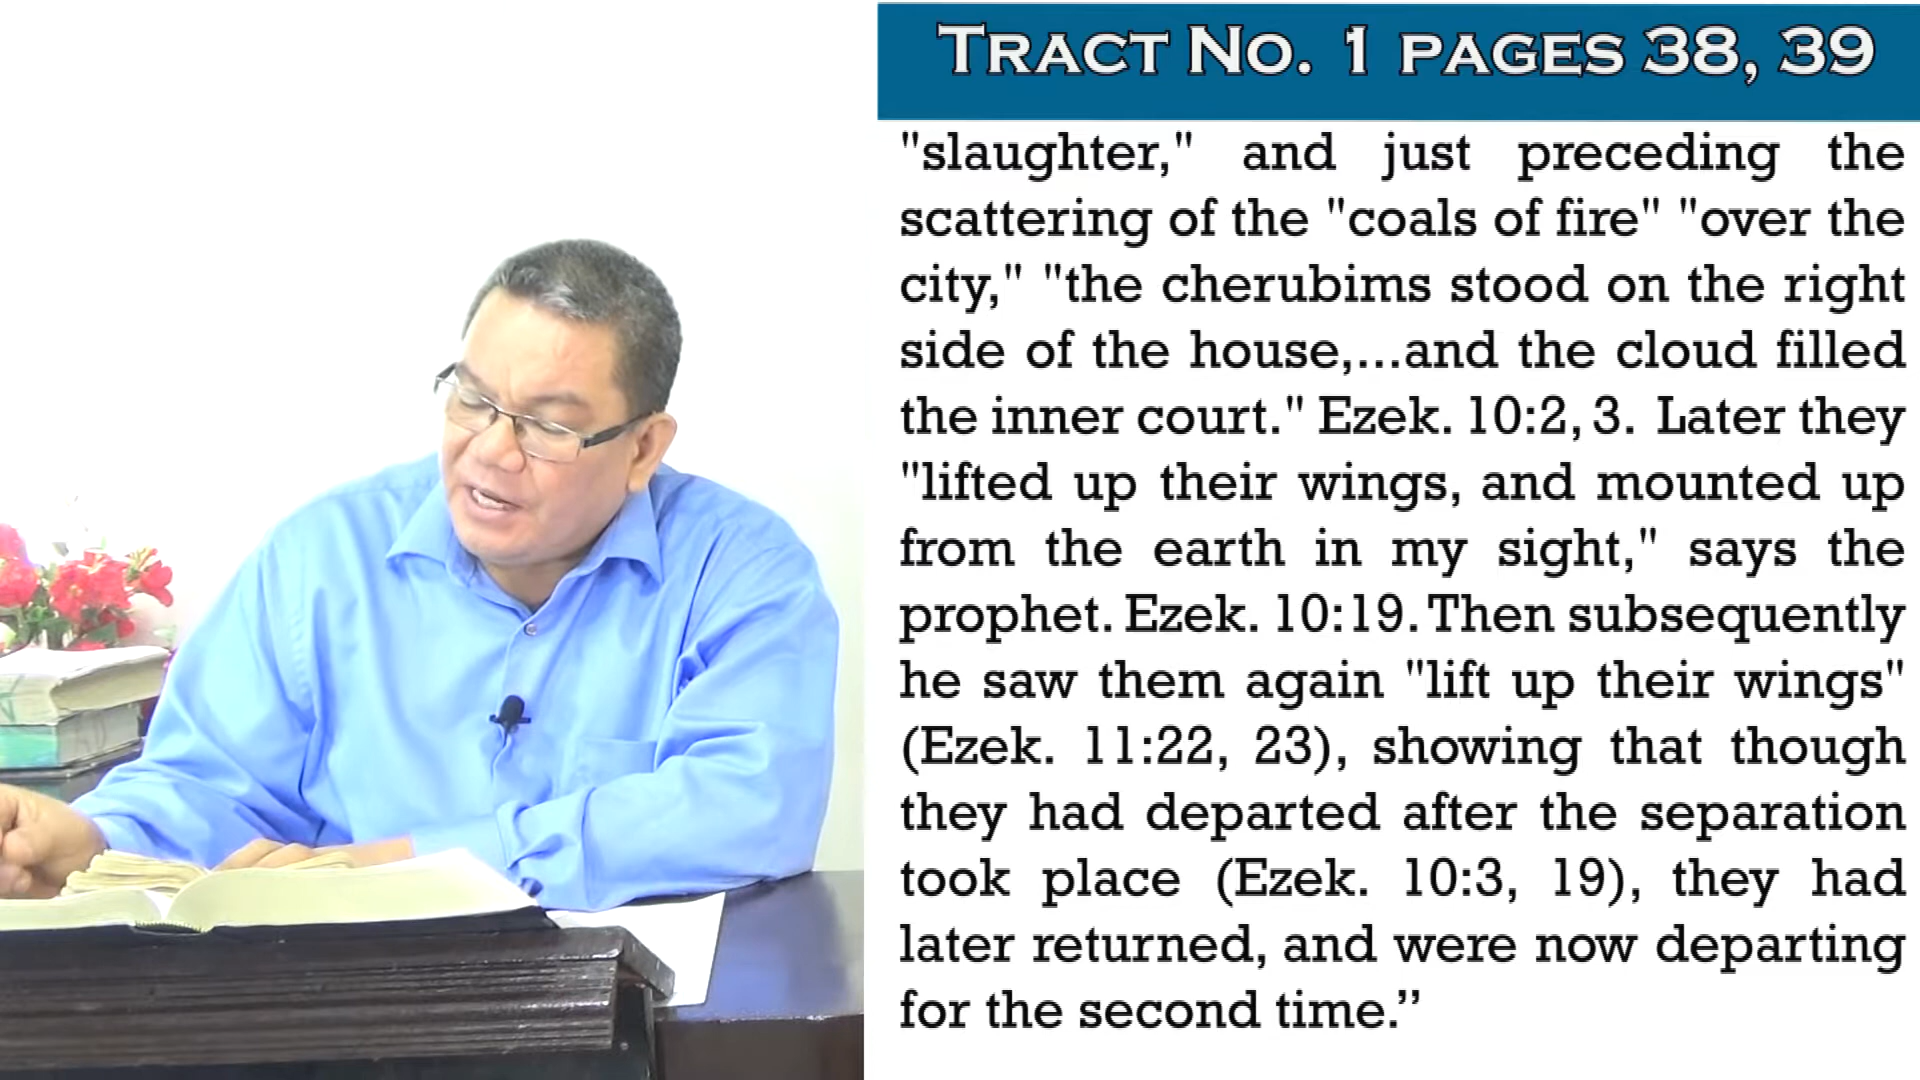 TRACT NO. 1 PAGES 38, 39
"slaughter," and just preceding the
scattering of the "coals of fire" "over the
city," "the cherubims stood on the right
side of the house,...and the cloud filled
the inner court." Ezek. 10:2, 3. Later they
"lifted up their wings, and mounted up
from the earth in my sight," says the
prophet. Ezek. 10:19. Then subsequently
he saw them again "lift up their wings"
(Ezek. 11:22, 23), showing that though
they had departed after the separation
took place (Ezek. 10:3, 19), they had
later returned, and were now departing
for the second time.”